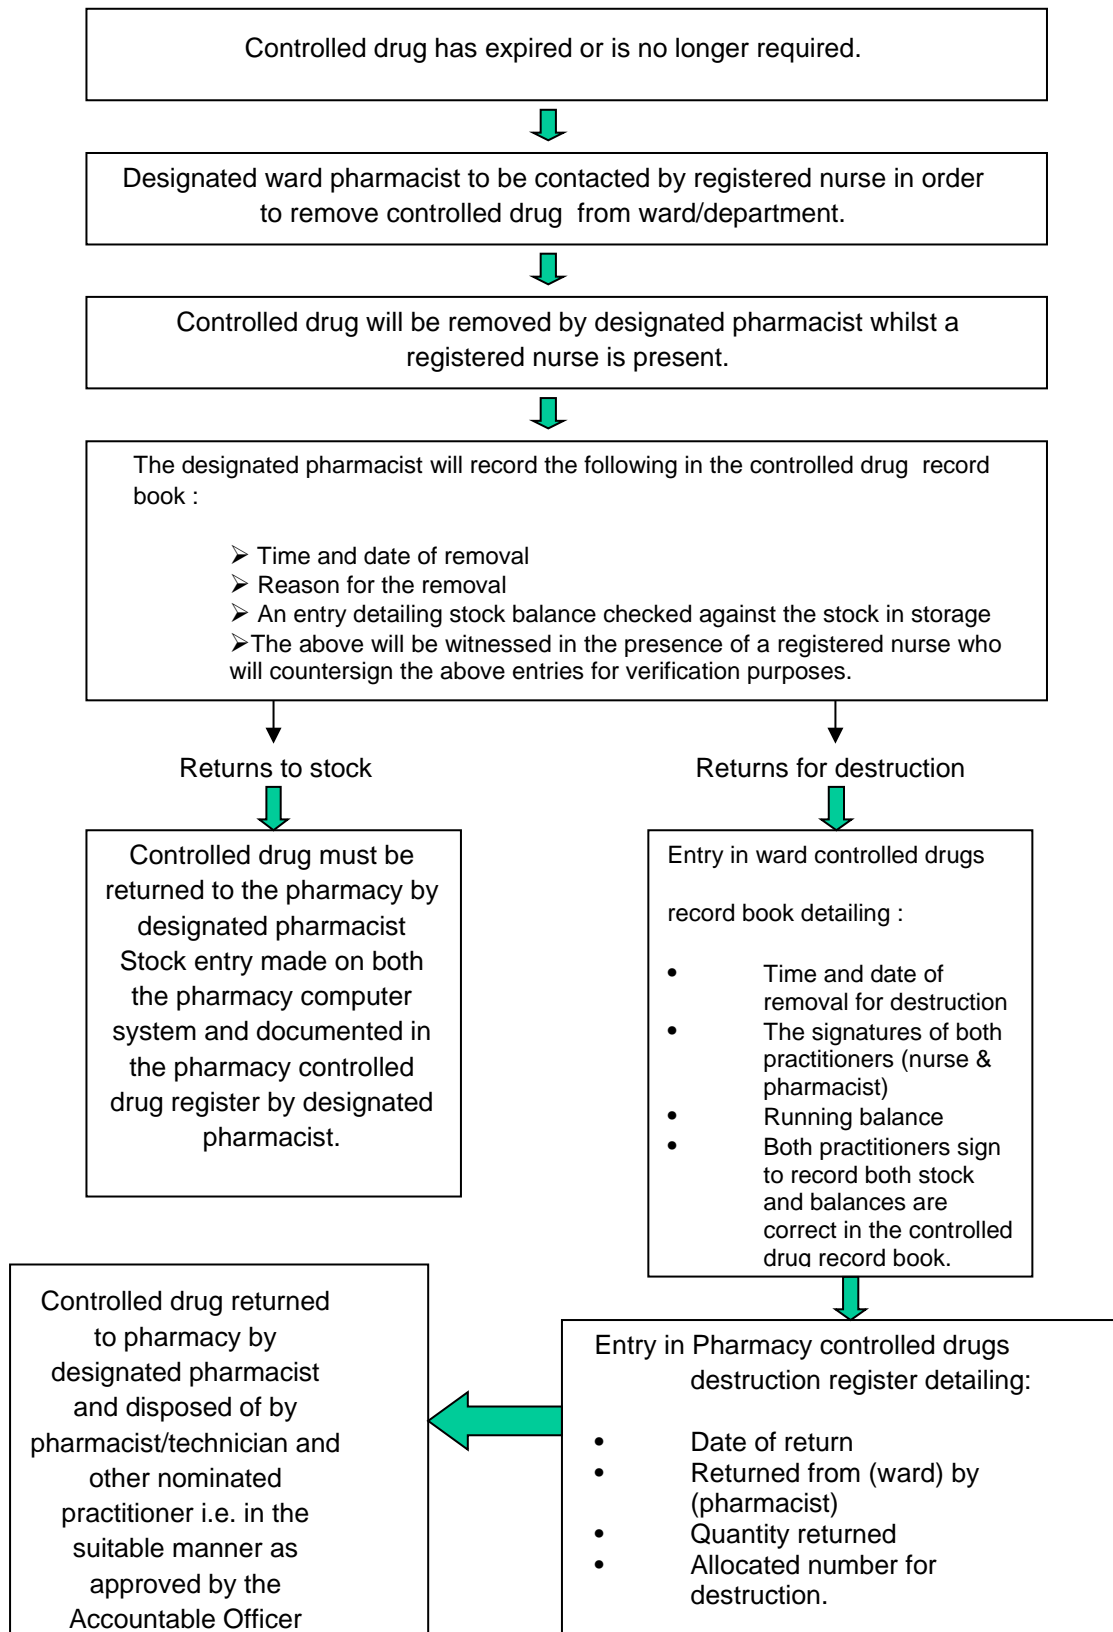 Controlled drug has expired or is no longer required.
Designated ward pharmacist to be contacted by registered nurse in order
to remove controlled drug  from ward/department.
Controlled drug will be removed by designated pharmacist whilst a
registered nurse is present.
The designated pharmacist will record the following in the controlled drug  record
book :
➢ Time and date of removal
➢ Reason for the removal
➢ An entry detailing stock balance checked against the stock in storage
➢The above will be witnessed in the presence of a registered nurse who
will countersign the above entries for verification purposes.
Returns to stock
Controlled drug must be
returned to the pharmacy by
designated pharmacist
Stock entry made on both
the pharmacy computer
system and documented in
the pharmacy controlled
drug register by designated
pharmacist.
Returns for destruction
Entry in ward controlled drugs
record book detailing :
• Time and date of
removal for destruction
• The signatures of both
practitioners (nurse &
pharmacist)
• Running balance
• Both practitioners sign
to record both stock
and balances are
correct in the controlled
drug record book.
Entry in Pharmacy controlled drugs
destruction register detailing:
• Date of return
• Returned from (ward) by
(pharmacist)
• Quantity returned
• Allocated number for
destruction.
Controlled drug returned
to pharmacy by
designated pharmacist
and disposed of by
pharmacist/technician and
other nominated
practitioner i.e. in the
suitable manner as
approved by the
Accountable Officer